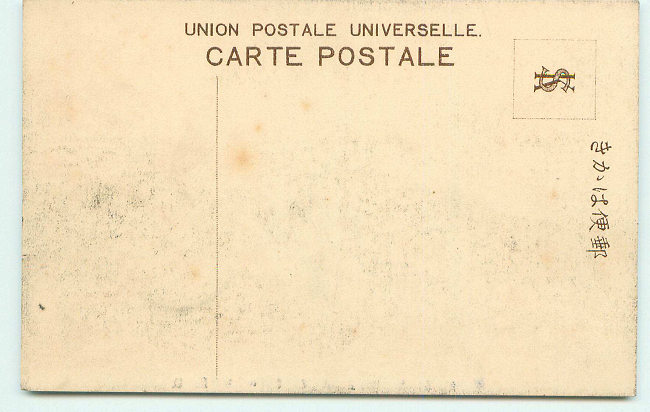 UNION POSTALE UNIVERSELLE.
CARTE POSTALE
きかは便郵